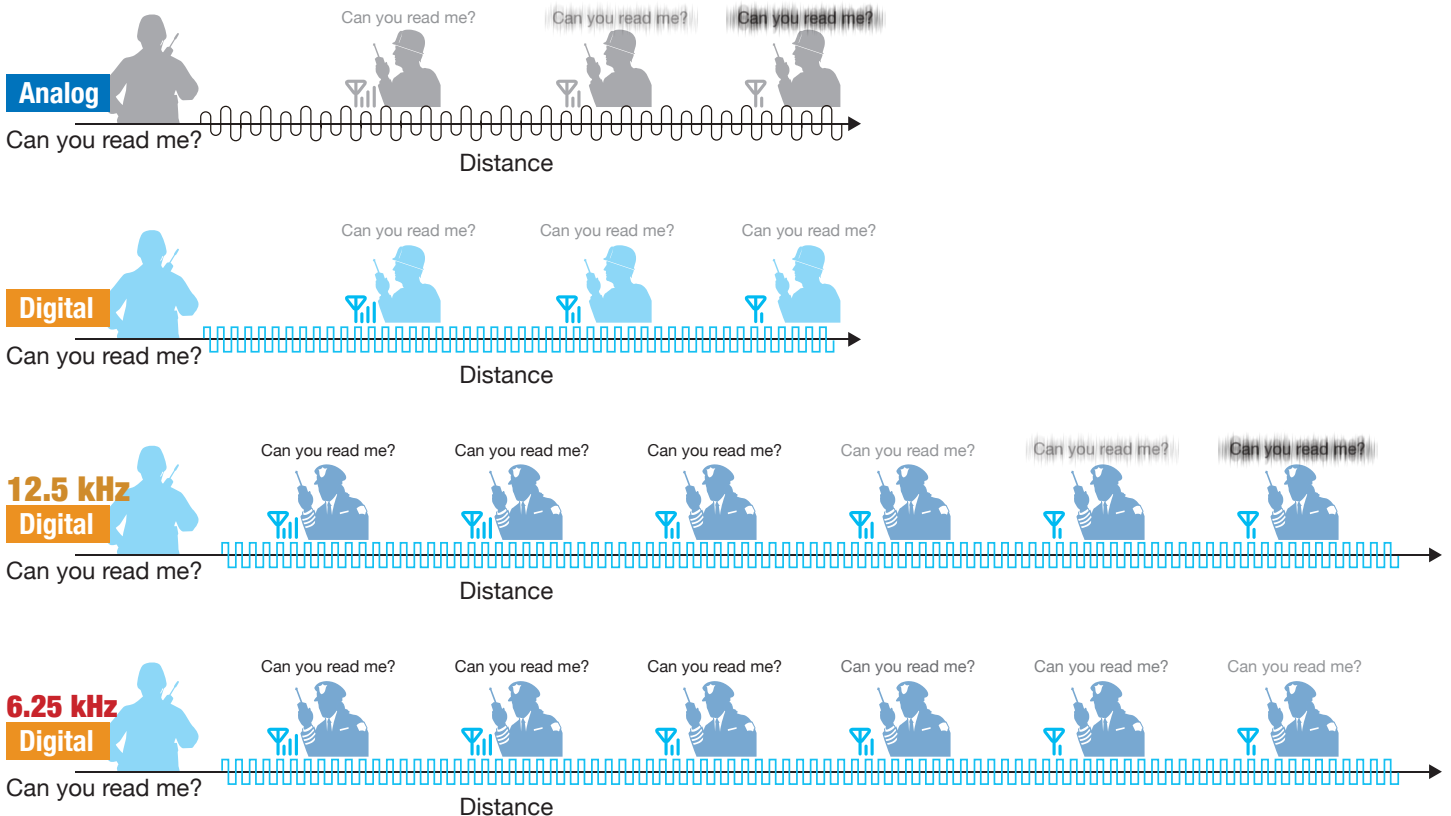 Can you read me? Can you read me? Can you read me?
Analog
Can you read me?
Distance
Can you read me? Can you read me? Can you read me?
Digital
Can you read me?
Distance
Can you read me? Can you read me? Can you read me? Can you read me? Can you read me? Can you read me?
12.5 kHz
Digital
Can you read me?
Distance
Can you read me? Can you read me? Can you read me? Can you read me? Can you read me? Can you read me?
6.25 kHz
Digital
Can you read me?
Distance